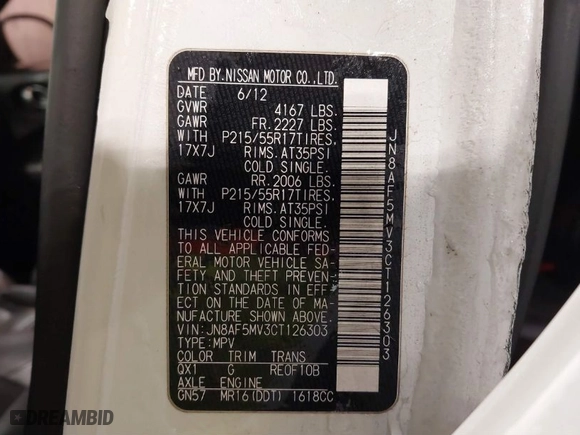 MFD BY NISSAN MOTOR CO.,LTD.
DATE 6/12
GVWR 4167 LBS.
GAWR FR. 2227 LBS.
WITH P215/55R17TIRES.
17X7J RIMS. AT35PSI
COLD SINGLE.
GAWR RR. 2006 LBS.
WITH P215/55R17TIRES.
17X7J RIMS. AT35PSI
COLD SINGLE.
THIS VEHICLE CONFORMS
TO ALL APPLICABLE FED-
ERAL MOTOR VEHICLE SA-
FETY AND THEFT PREVEN-
TION STANDARDS IN EFF-
ECT ON THE DATE OF MA-
NUFACTURE SHOWN ABOVE.
VIN:JN8AF5MV3CT126303
TYPE:MPV
COLOR TRIM TRANS
QX1 G RE0F10B
AXLE ENGINE
GN57 MR16(DDT) 1618CC
JN8AF5MV3CT126303
DREAMBID